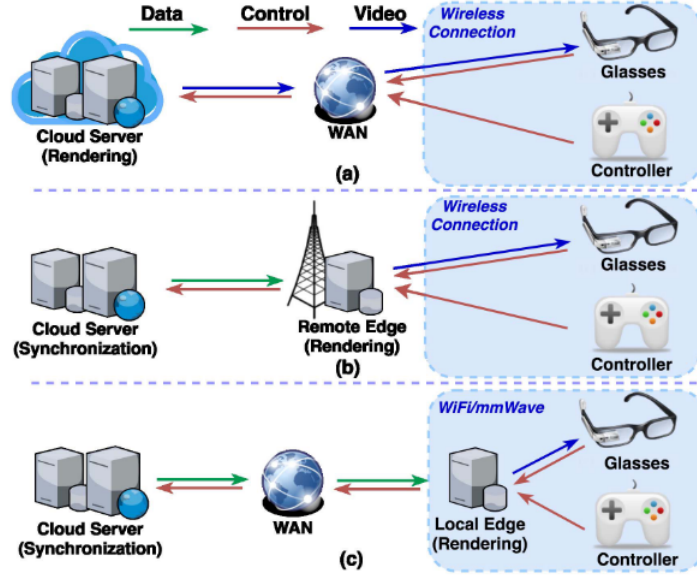 Data Control Video
Wireless
Connection
Glasses
Cloud Server
(Rendering)
WAN
Controller
(a)
Wireless
Connection
Glasses
Cloud Server
(Synchronization)
Remote Edge
(Rendering)
Controller
(b)
WiFi/mmWave
Glasses
Cloud Server
(Synchronization)
WAN
Local Edge
(Rendering)
Controller
(c)